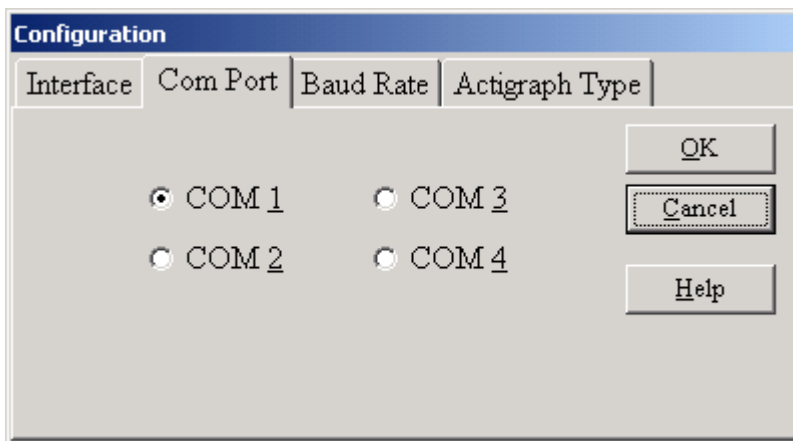 Configuration
Interface Com Port Baud Rate Actigraph Type
OK
COM 1 COM 3
Cancel
COM 2 COM 4
Help